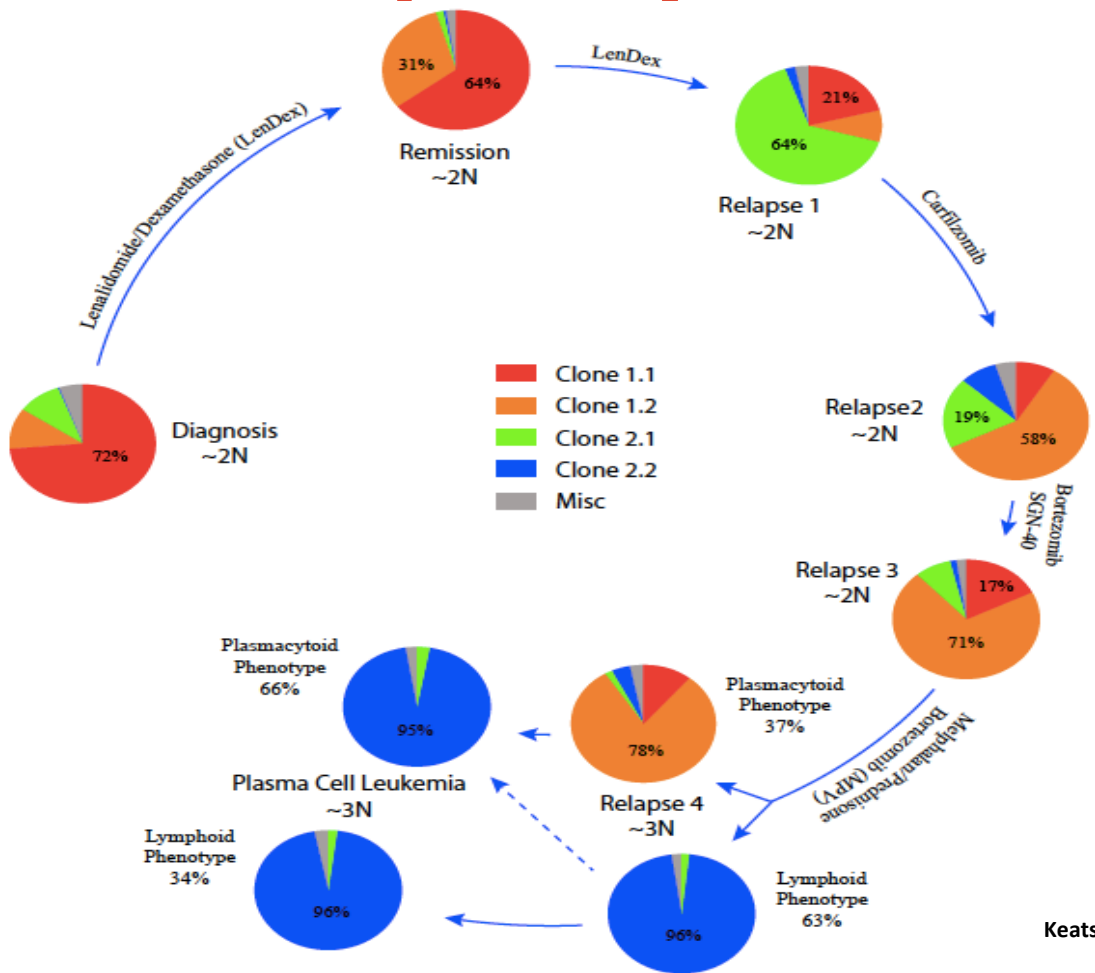 31%
64%
Remission
~2N
LenDex
21%
64%
Relapse 1
~2N
Lenalidomide/Dexamethasone (LenDex)
Carfilzomib
72%
Diagnosis
~2N
Clone 1.1
Clone 1.2
Clone 2.1
Clone 2.2
Misc
Relapse2
~2N
19%
58%
Bortezomib
SGN-40
Relapse 3
~2N
17%
71%
Melphalan/Prednisone
Bortezomib (MPV)
Plasmacytoid
Phenotype
66%
95%
Plasma Cell Leukemia
~3N
78%
Plasmacytoid
Phenotype
37%
Relapse 4
~3N
Lymphoid
Phenotype
34%
96%
96%
Lymphoid
Phenotype
63%
Keats